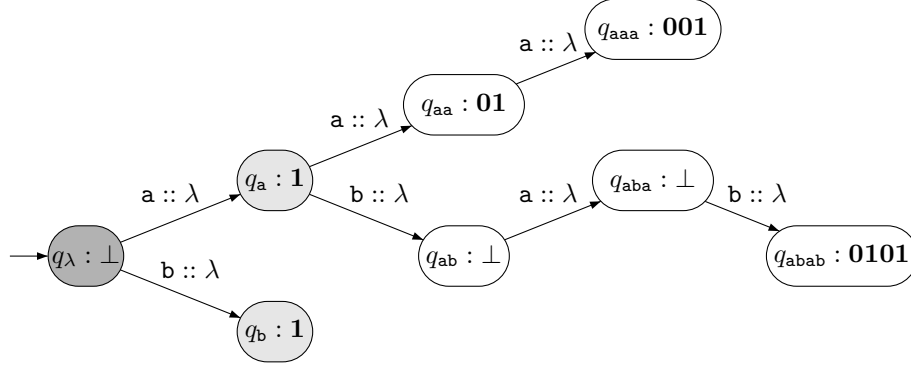 q_aaa : 001
a :: λ
q_aa : 01
a :: λ
q_a : 1
q_aba : ⊥
a :: λ
b :: λ
a :: λ
b :: λ
q_λ : ⊥
q_ab : ⊥
q_abab : 0101
b :: λ
q_b : 1